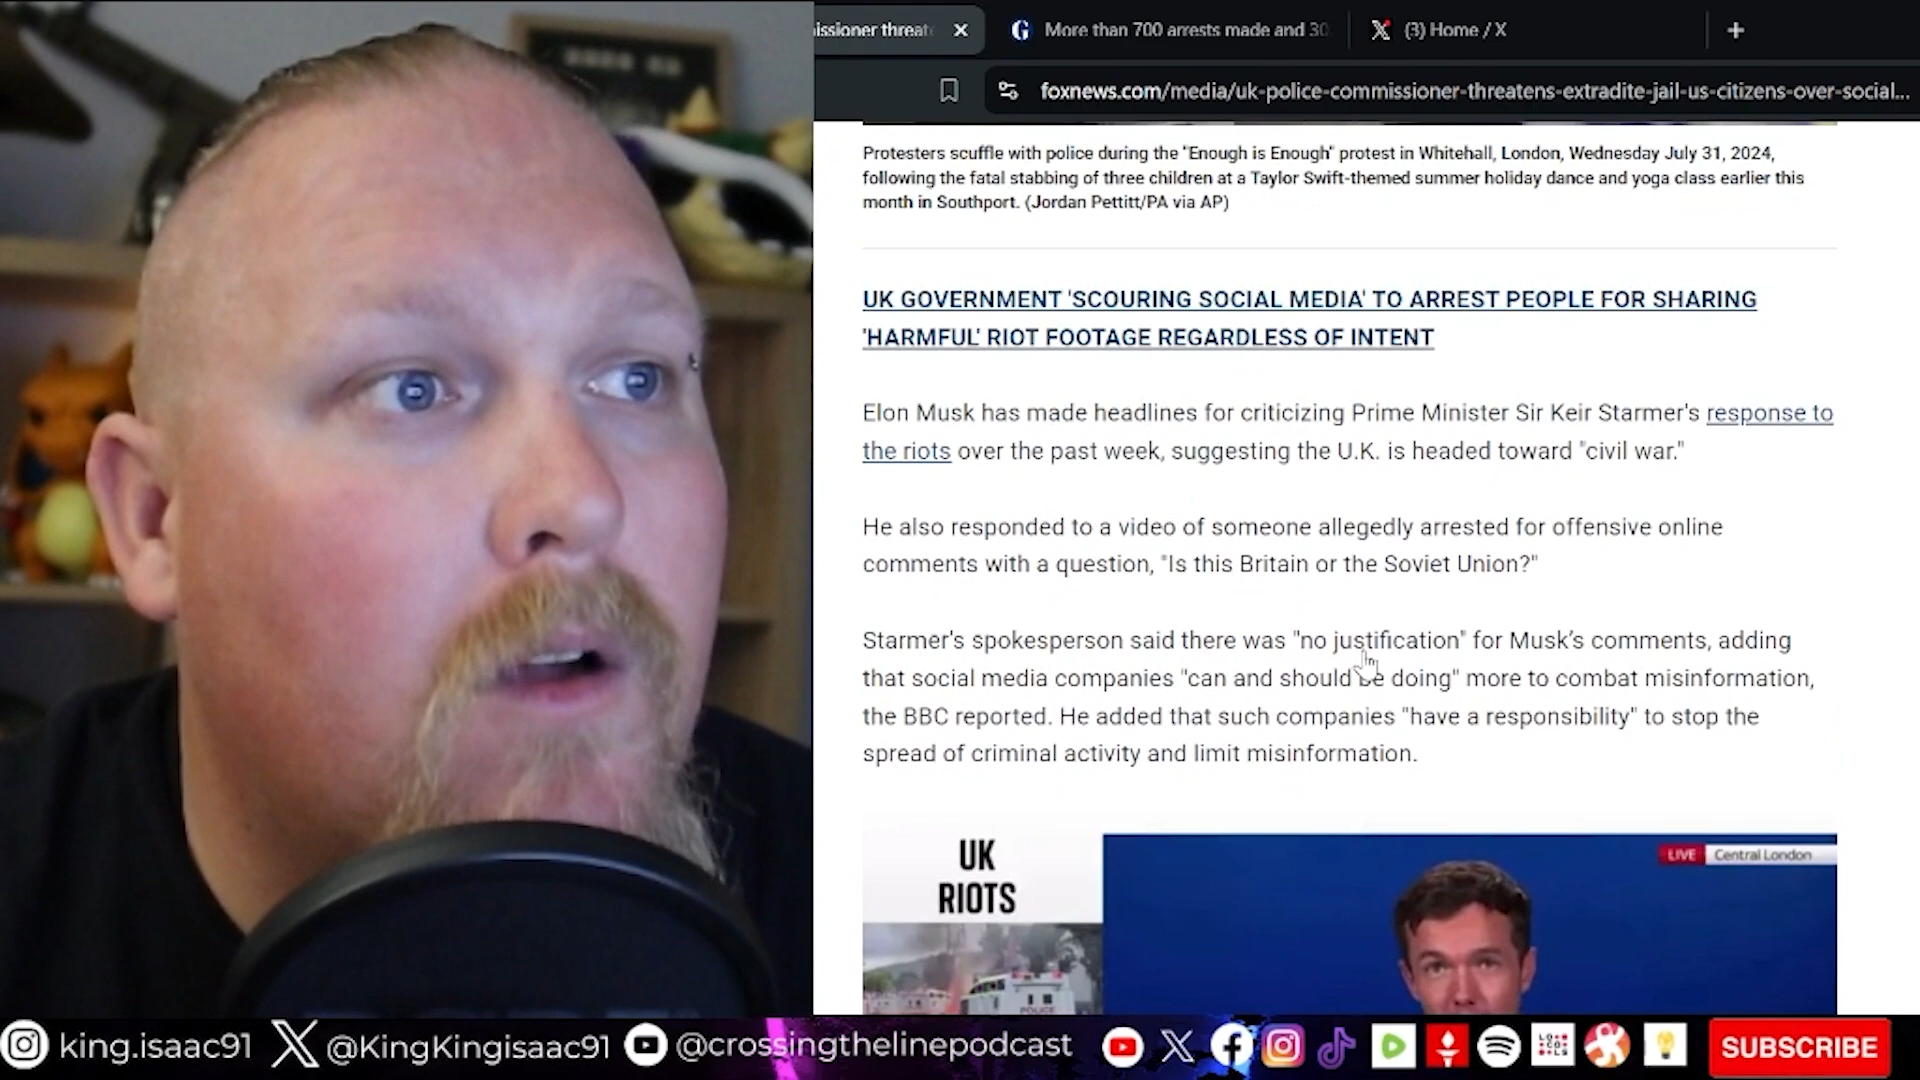 issioner threate
More than 700 arrests made and 30
(3) Home / X
foxnews.com/media/uk-police-commissioner-threatens-extradite-jail-us-citizens-over-social...
Protesters scuffle with police during the "Enough is Enough" protest in Whitehall, London, Wednesday July 31, 2024,
following the fatal stabbing of three children at a Taylor Swift-themed summer holiday dance and yoga class earlier this
month in Southport. (Jordan Pettitt/PA via AP)
UK GOVERNMENT 'SCOURING SOCIAL MEDIA' TO ARREST PEOPLE FOR SHARING
'HARMFUL' RIOT FOOTAGE REGARDLESS OF INTENT
Elon Musk has made headlines for criticizing Prime Minister Sir Keir Starmer's response to
the riots over the past week, suggesting the U.K. is headed toward "civil war."
He also responded to a video of someone allegedly arrested for offensive online
comments with a question, "Is this Britain or the Soviet Union?"
Starmer's spokesperson said there was "no justification" for Musk's comments, adding
that social media companies "can and should be doing" more to combat misinformation,
the BBC reported. He added that such companies "have a responsibility" to stop the
spread of criminal activity and limit misinformation.
UK
RIOTS
LIVE Central London
POLICE
king.isaac91 @KingKingisaac91 @crossingthelinepodcast
LOCALS
SUBSCRIBE